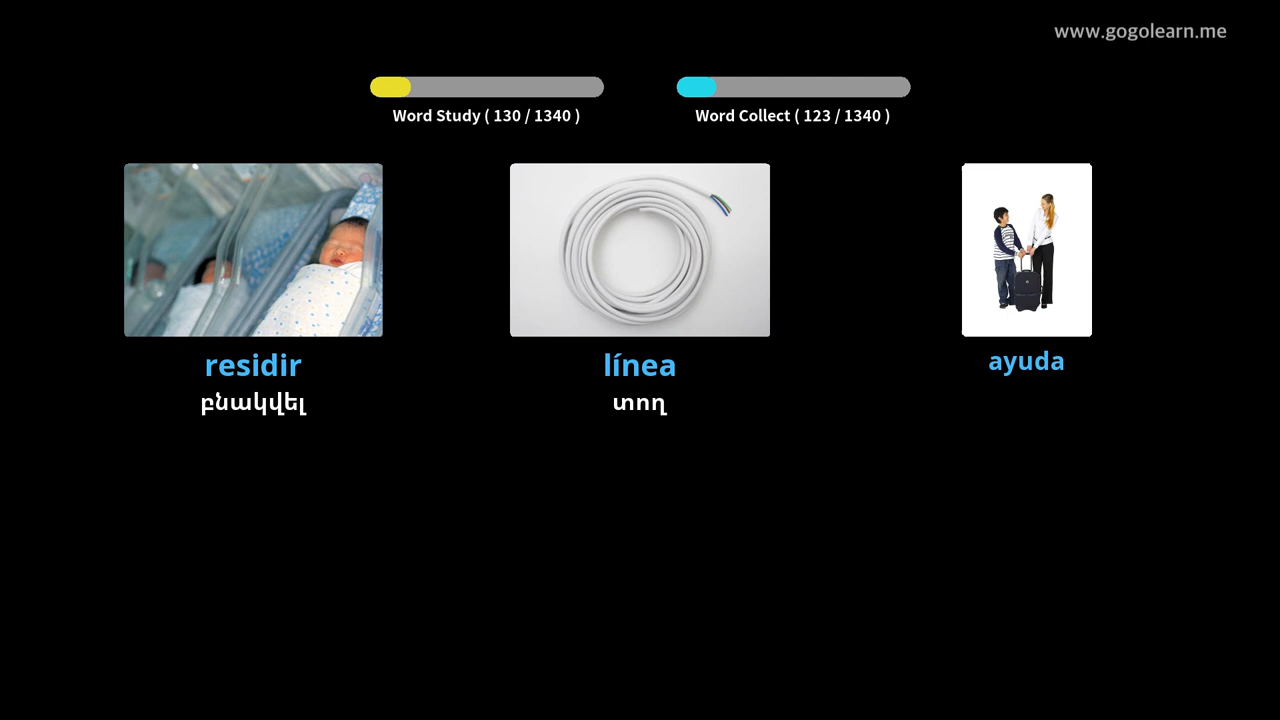 www.gogolearn.me
Word Study ( 130 / 1340 )
Word Collect ( 123 / 1340 )
residir
բնակվել
línea
տող
ayuda